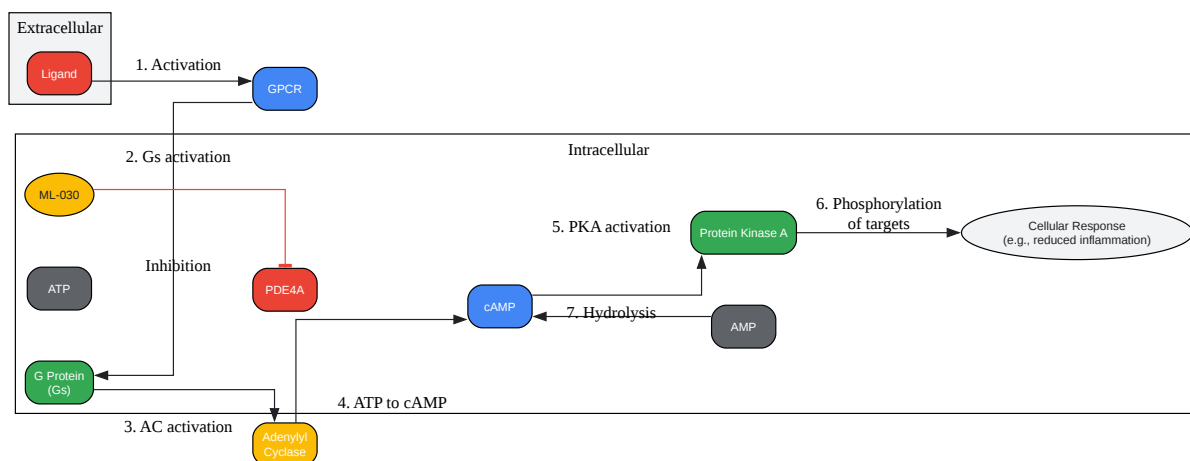 Extracellular
Ligand
1. Activation
GPCR
2. Gs activation
Intracellular
ML-030
Inhibition
ATP
PDE4A
G Protein
(Gs)
3. AC activation
Adenylyl
Cyclase
4. ATP to cAMP
cAMP
5. PKA activation
Protein Kinase A
6. Phosphorylation
of targets
Cellular Response
(e.g., reduced inflammation)
7. Hydrolysis
AMP